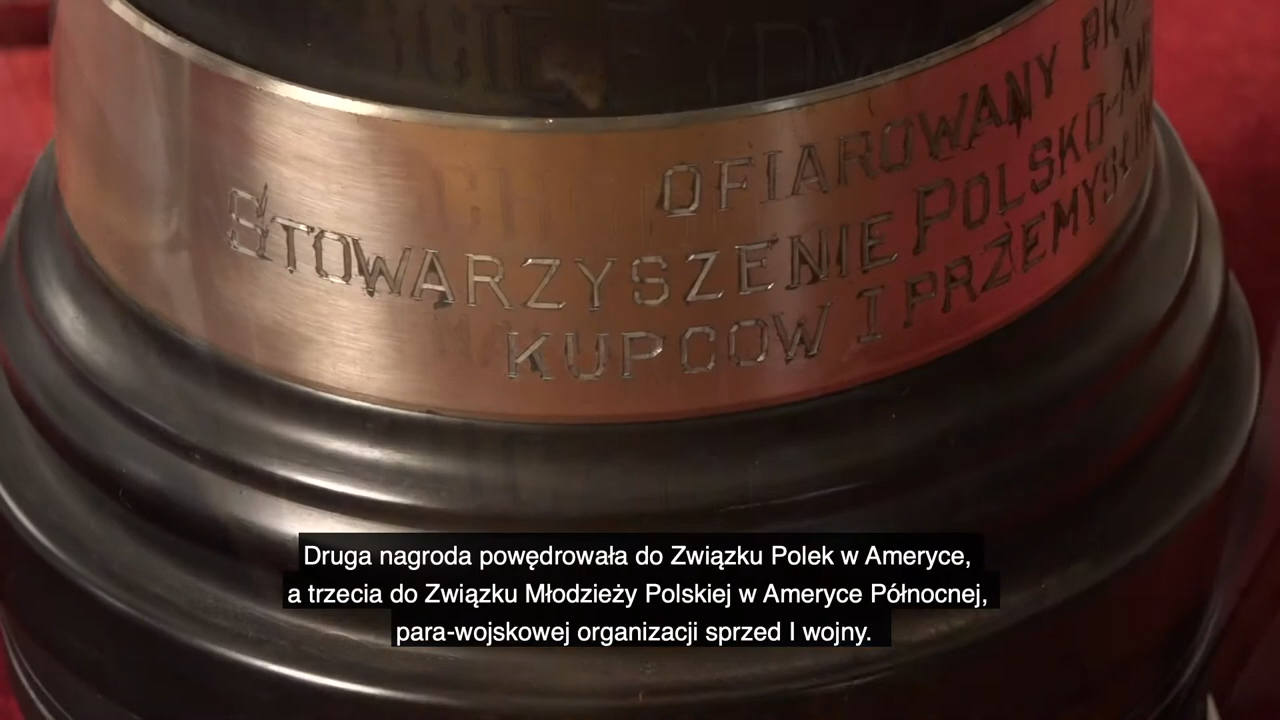 OFIAROWANY
STOWARZYSZENIE POLSKO-
KUPCOW I
Druga nagroda powędrowała do Związku Polek w Ameryce,
a trzecia do Związku Młodzieży Polskiej w Ameryce Północnej,
para-wojskowej organizacji sprzed I wojny.